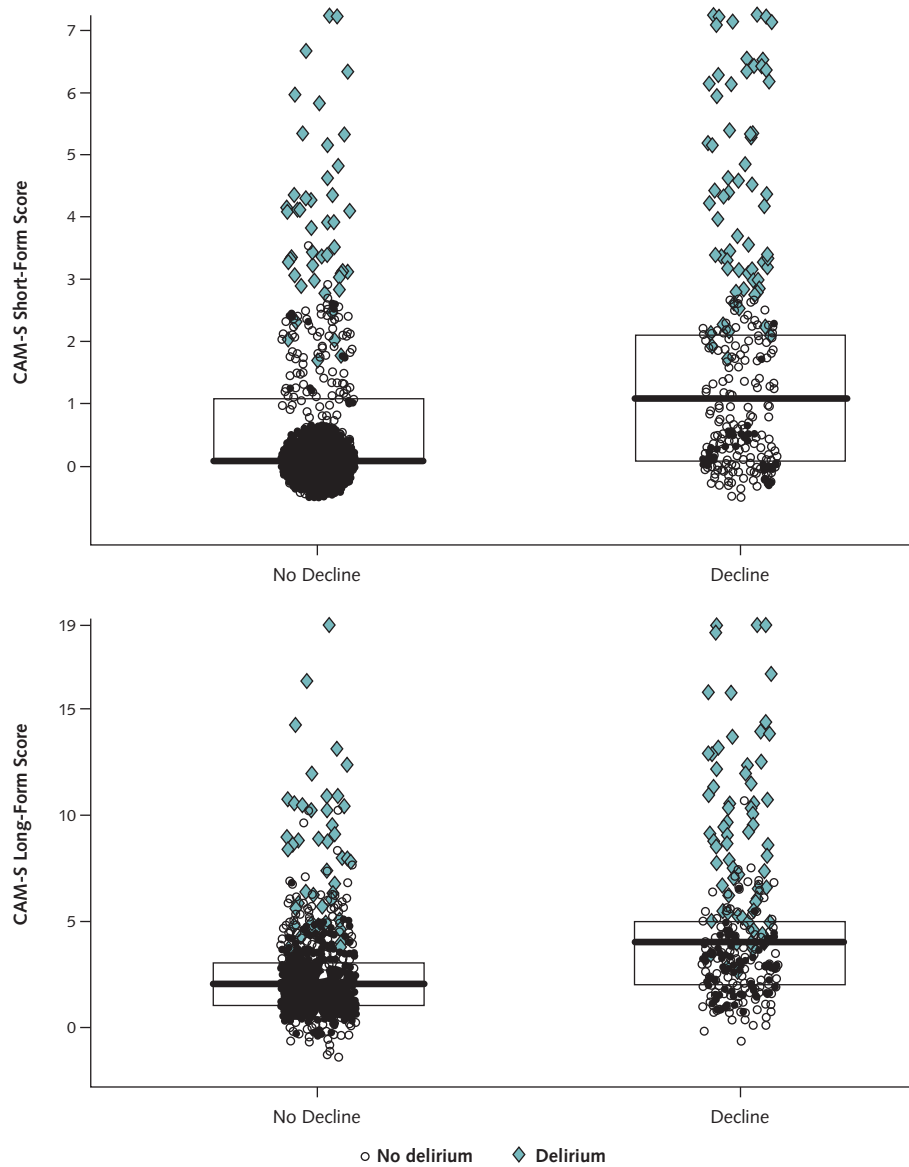 CAM-S Short-Form Score
7
6
5
4
3
2
1
0
No Decline
Decline
CAM-S Long-Form Score
19
15
10
5
0
No Decline
Decline
No delirium
Delirium